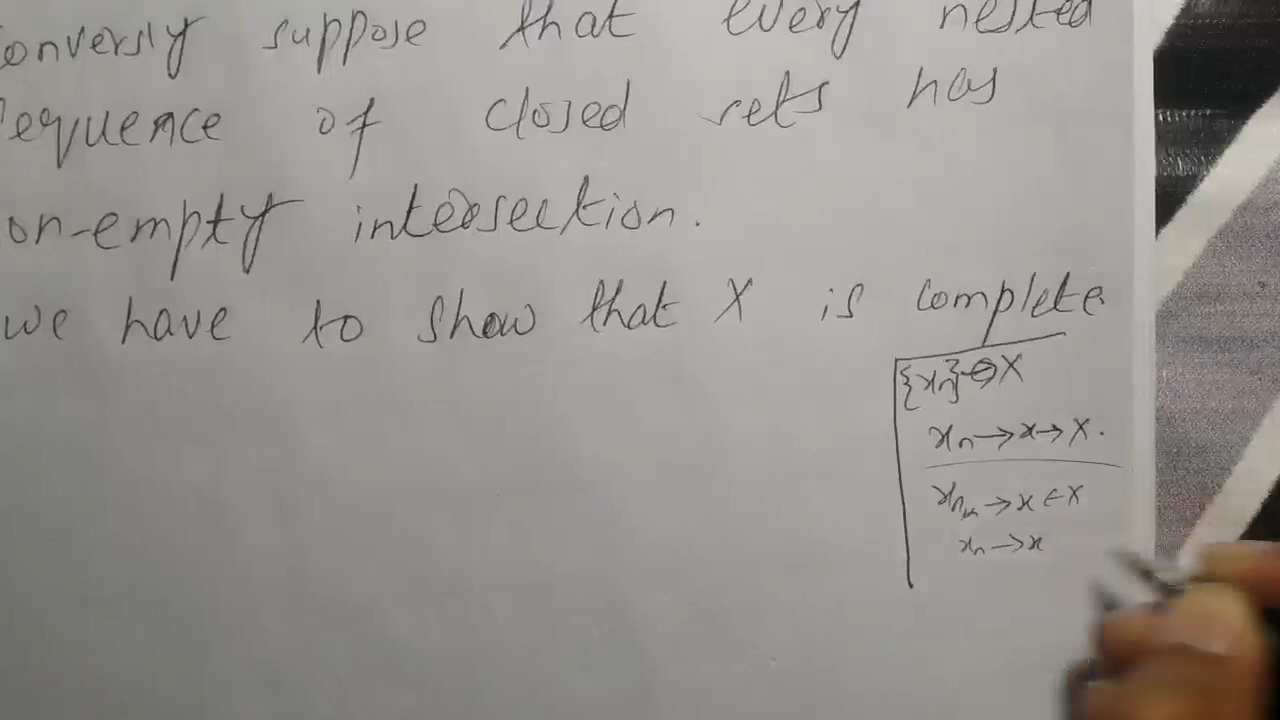 onversly suppose that every nested
sequence of closed sets has
on-empty intersection.
we have to show that X is complete
{xn} X
xn → x → X.
xnk → x ∈ X
xn → x